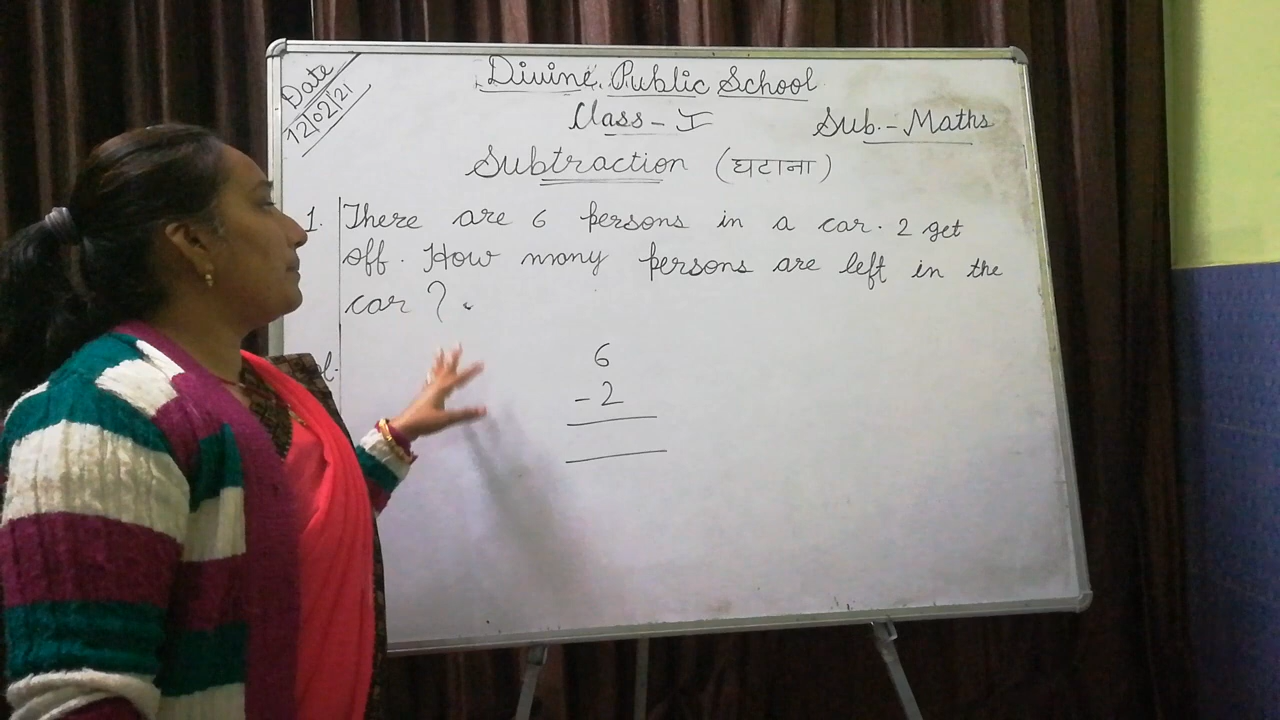 Date
12/02/21
Divine Public School
Class - I
Sub. - Maths
Subtraction (घटाना)
1. There are 6 persons in a car. 2 get
off. How many persons are left in the
car ?
6
- 2